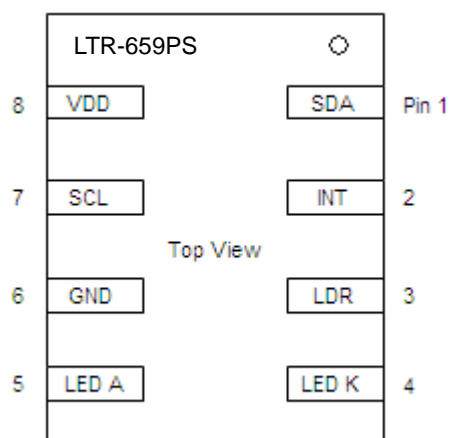 LTR-659PS
8 VDD SDA Pin 1
7 SCL INT 2
Top View
6 GND LDR 3
5 LED A LED K 4